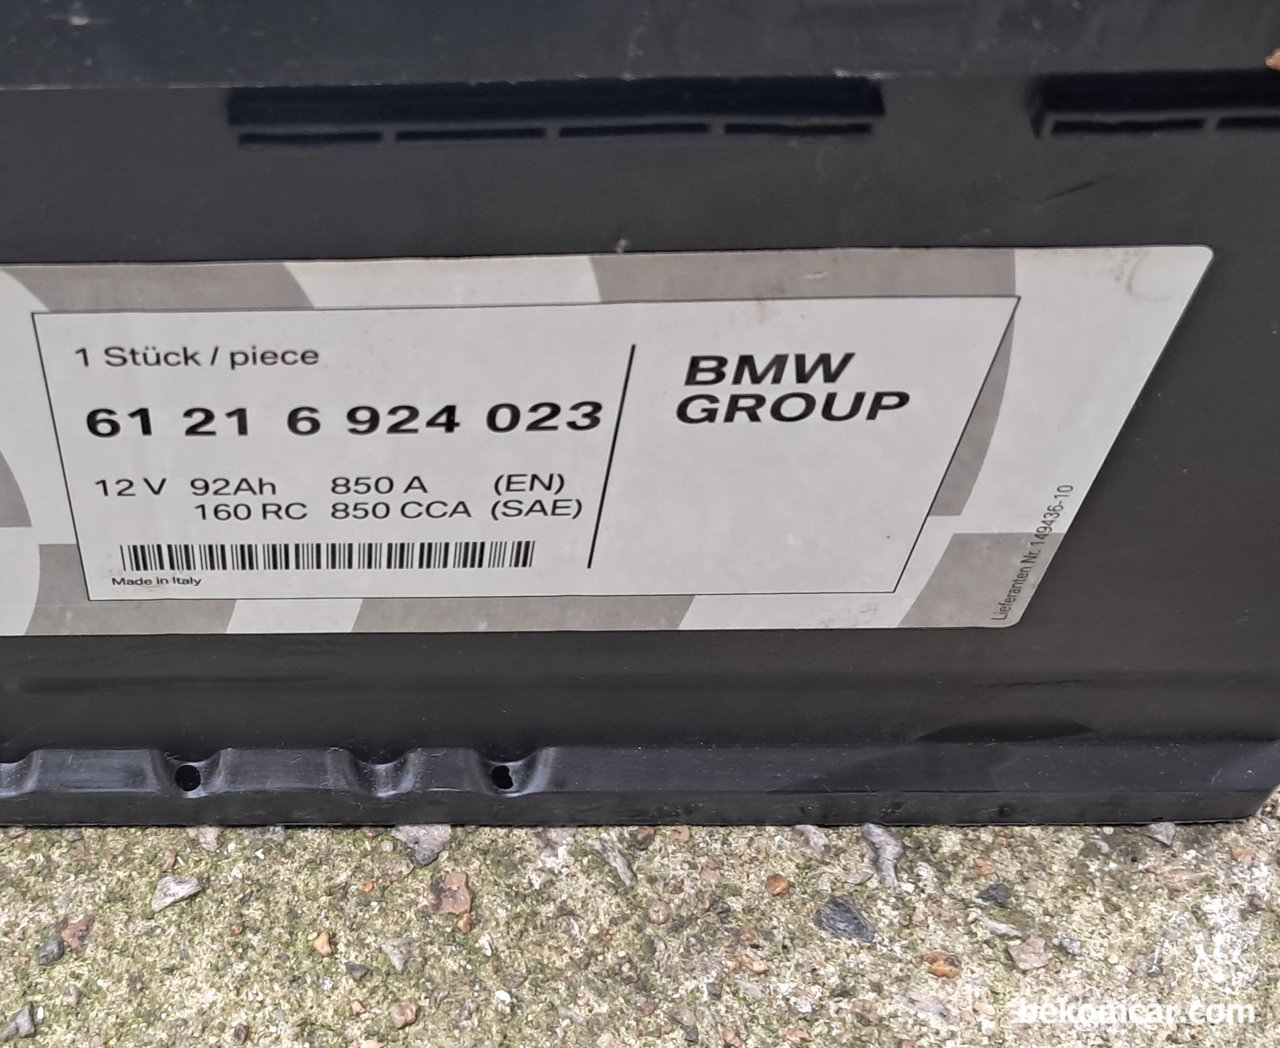 1 Stück / piece
61 21 6 924 023
12 V 92Ah 850 A (EN)
160 RC 850 CCA (SAE)
Made in Italy
BMW
GROUP
Lieferanten Nr. 149436-10
bekomcar.com